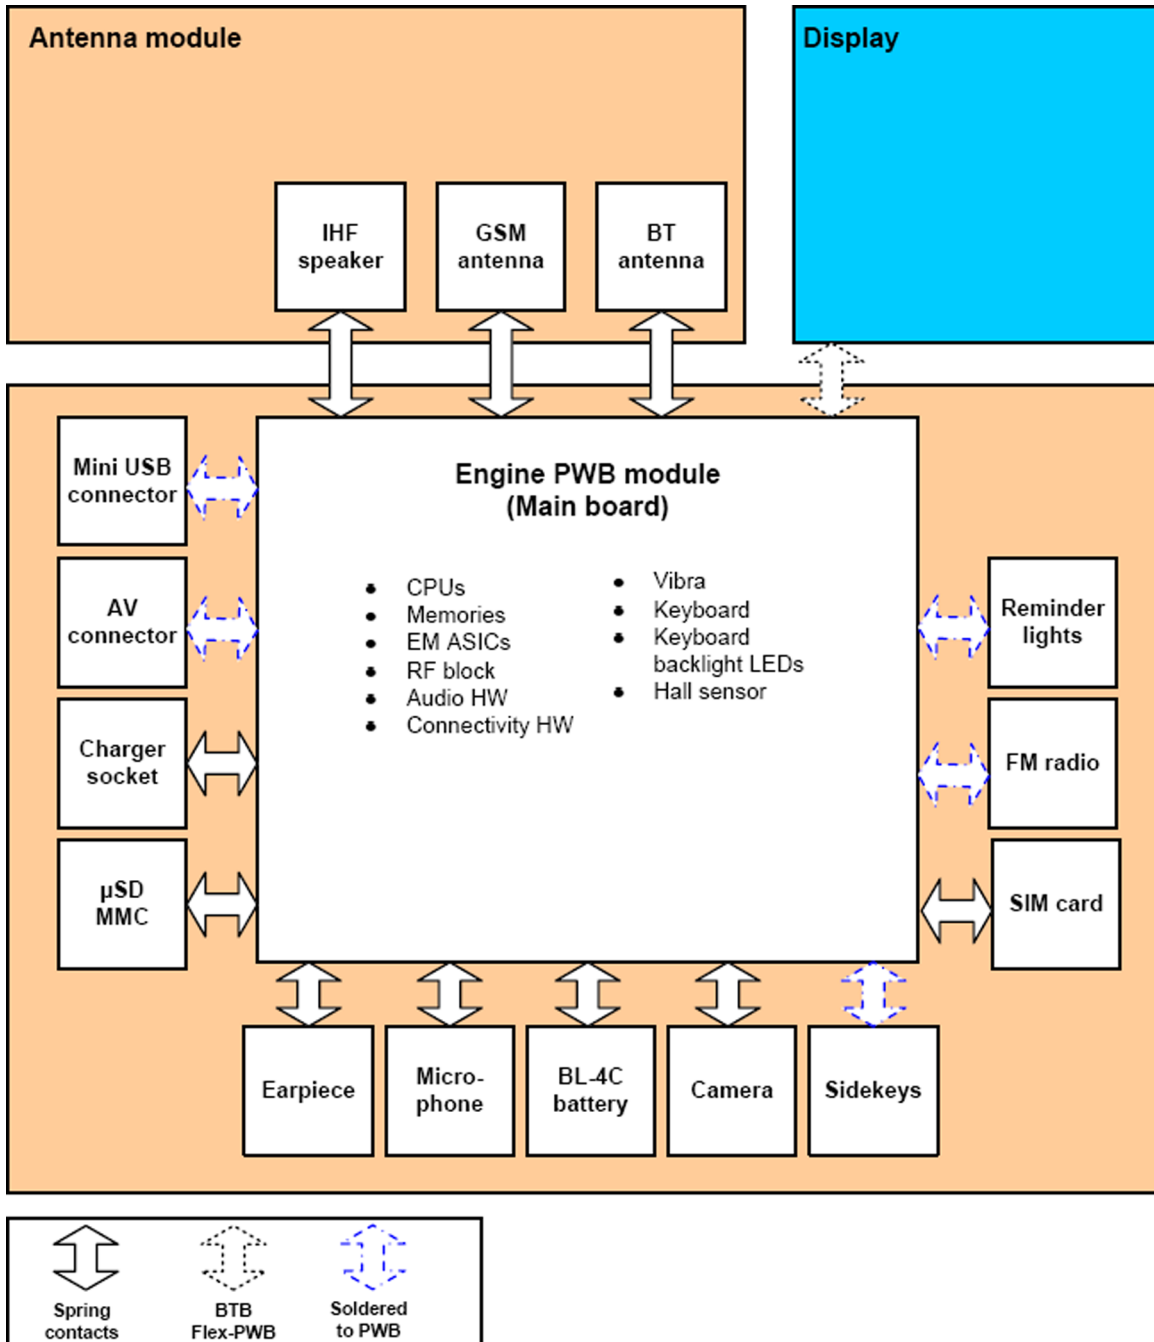 Antenna module
Display
IHF
speaker
GSM
antenna
BT
antenna
Mini USB
connector
AV
connector
Charger
socket
µSD
MMC
Engine PWB module
(Main board)
CPUs
Memories
EM ASICs
RF block
Audio HW
Connectivity HW
Vibra
Keyboard
Keyboard
backlight LEDs
Hall sensor
Reminder
lights
FM radio
SIM card
Earpiece
Micro-
phone
BL-4C
battery
Camera
Sidekeys
Spring
contacts
BTB
Flex-PWB
Soldered
to PWB